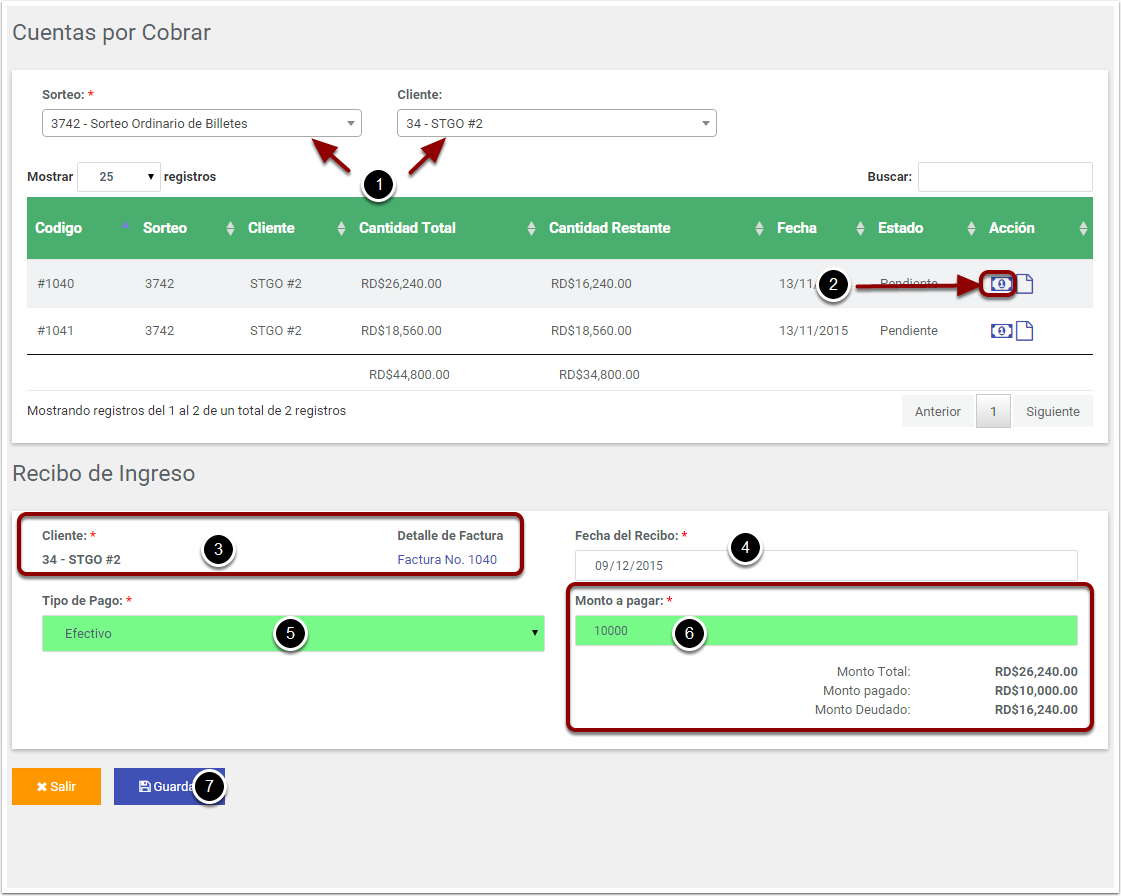 Cuentas por Cobrar
Sorteo: * Cliente:
3742 - Sorteo Ordinario de Billetes 34 - STGO #2
1
Mostrar 25 registros Buscar:
Codigo Sorteo Cliente Cantidad Total Cantidad Restante Fecha Estado Acción
#1040 3742 STGO #2 RD$26,240.00 RD$16,240.00 13/11/ 2 Pendiente
#1041 3742 STGO #2 RD$18,560.00 RD$18,560.00 13/11/2015 Pendiente
RD$44,800.00 RD$34,800.00
Mostrando registros del 1 al 2 de un total de 2 registros Anterior 1 Siguiente
Recibo de Ingreso
Cliente: * Detalle de Factura Fecha del Recibo: *
3 4
34 - STGO #2 Factura No. 1040 09/12/2015
Tipo de Pago: * Monto a pagar: *
Efectivo 5 10000 6
Monto Total: RD$26,240.00
Monto pagado: RD$10,000.00
Monto Deudado: RD$16,240.00
Salir Guarda 7